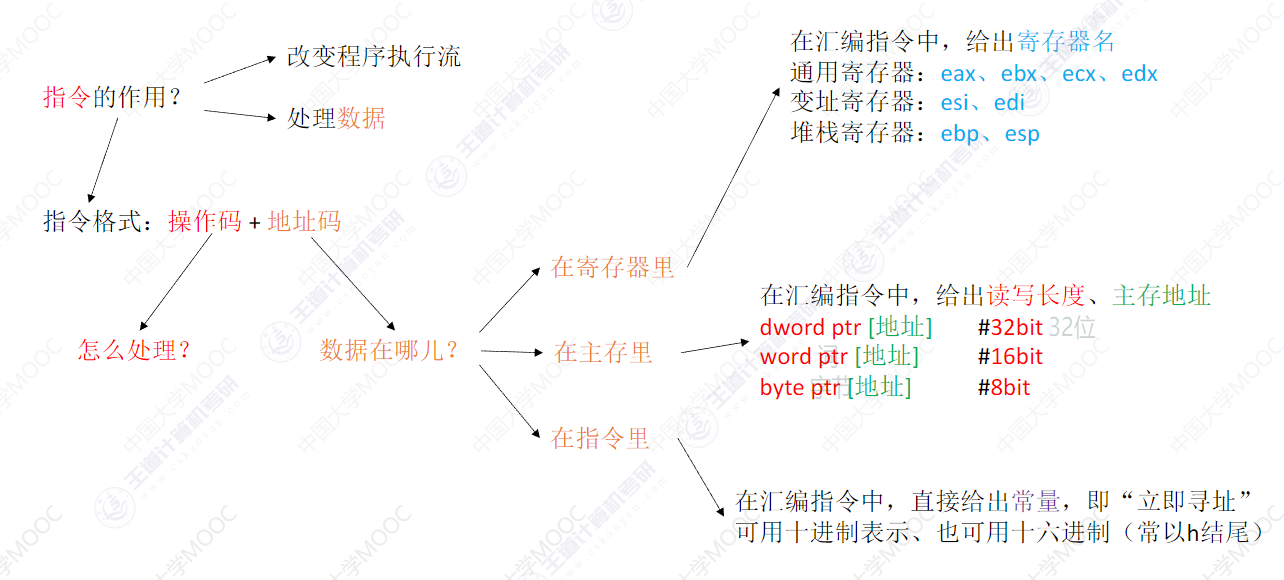 指令的作用？
改变程序执行流
处理数据
指令格式：操作码 + 地址码
怎么处理？
数据在哪儿？
在寄存器里
在主存里
在指令里
在汇编指令中，给出寄存器名
通用寄存器：eax、ebx、ecx、edx
变址寄存器：esi、edi
堆栈寄存器：ebp、esp
在汇编指令中，给出读写长度、主存地址
dword ptr [地址] #32bit 32位
word ptr [地址] #16bit
byte ptr [地址] #8bit
字节
在汇编指令中，直接给出常量，即“立即寻址”
可用十进制表示、也可用十六进制（常以h结尾）
中国大学MOOC
王道计算机考研
www.cskaoyan.com